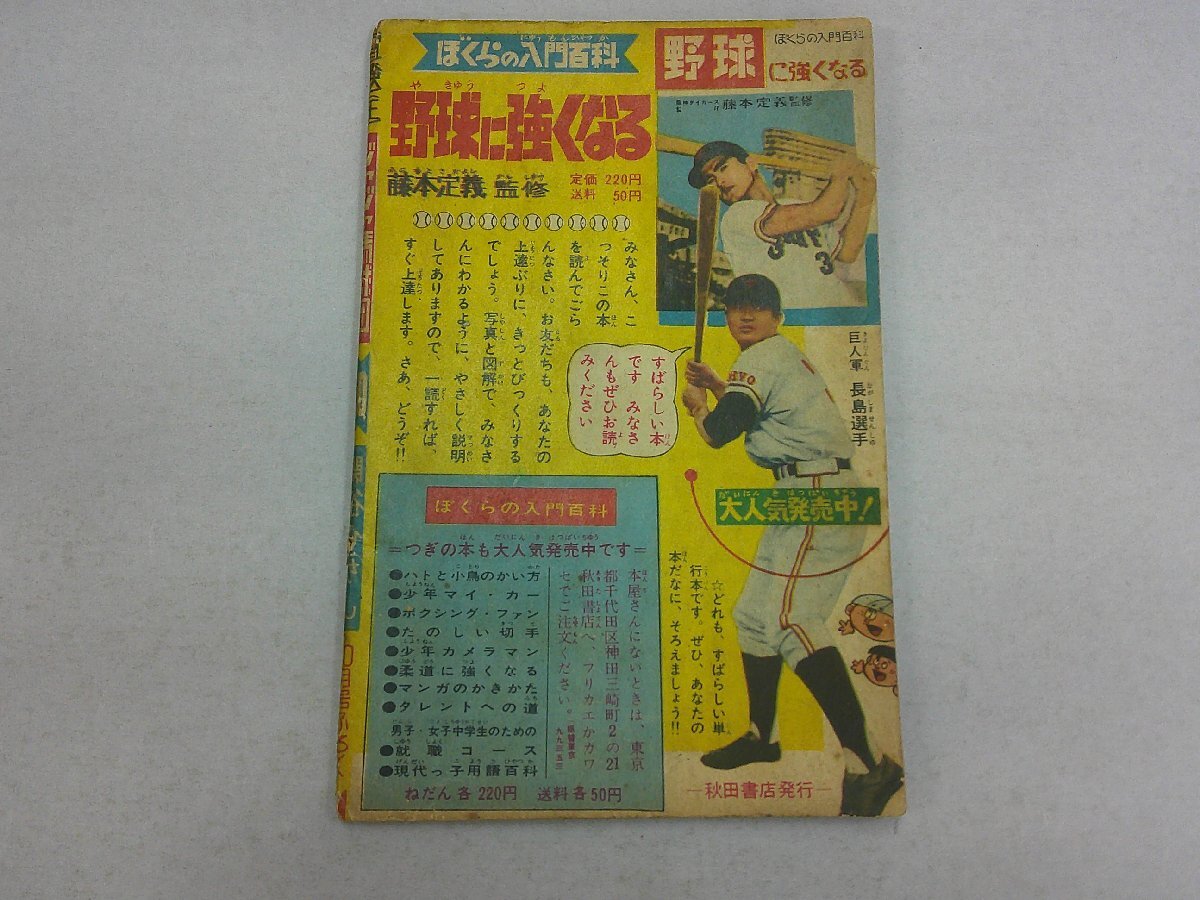 ぼくらの入門百科
野球に強くなる
藤本定義 監修
定価 220円
送料 50円
みなさん、こ
っそりこの本
を読んでごら
んなさい。お友だちも、あなたの
上達ぶりに、きっとびっくりする
でしょう。写真と図解で、みなさ
んにわかるように、やさしく説明
してありますので、一読すれば、
すぐ上達します。さあ、どうぞ!!
ぼくらの入門百科
野球に強くなる
藤本定義監修
巨人軍 長島選手
すばらしい本
です みなさ
んもぜひお読
みください
大人気発売中!
☆どれも、すばらしい単
行本です。ぜひ、あなたの
本だなに、そろえましょう!!
―秋田書店発行―
ぼくらの入門百科
=つぎの本も大人気発売中です=
●ハトと小鳥のかい方
●少年マイ・カー
●ボクシング・ファン
●たのしい切手
●少年カメラマン
●柔道に強くなる
●マンガのかきかた
●タレントへの道
男子・女子中学生のための
●就職コース
●現代っ子用語百科
本屋さんにないときは、東京
都千代田区神田三崎町2の21
秋田書店へ、フリカエかカワ
セでご注文ください。
ねだん各220円 送料各50円